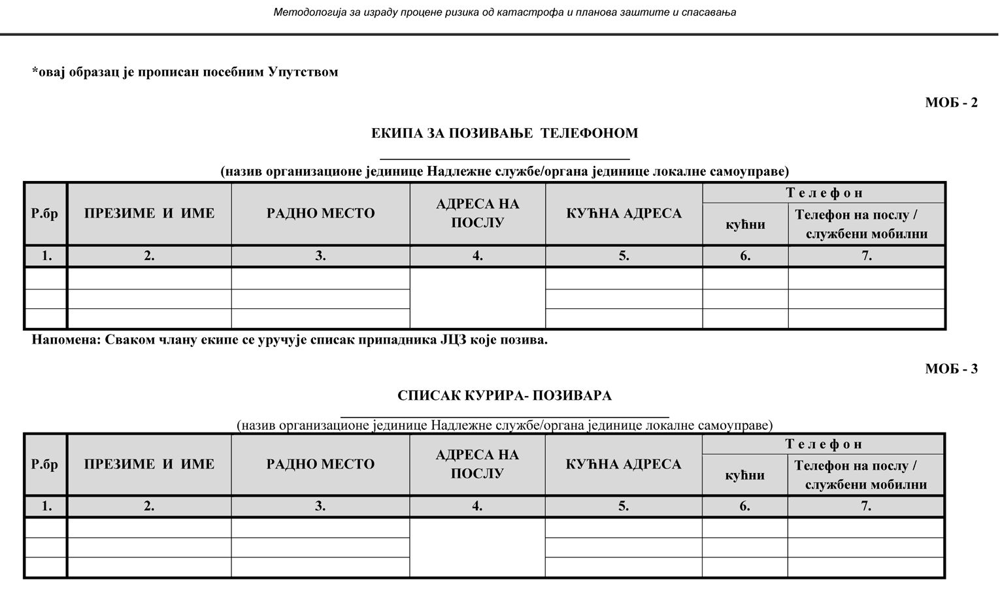 Методологија за израду процене ризика од катастрофа и планова заштите и спасавања
*овај образац је прописан посебним Упутством
МОБ - 2
ЕКИПА ЗА ПОЗИВАЊЕ ТЕЛЕФОНОМ
(назив организационе јединице Надлежне службе/органа јединице локалне самоуправе)
Р.бр ПРЕЗИМЕ И ИМЕ РАДНО МЕСТО АДРЕСА НА ПОСЛУ КУЋНА АДРЕСА Т е л е ф о н
кућни Телефон на послу / службени мобилни
1. 2. 3. 4. 5. 6. 7.
Напомена: Сваком члану екипе се уручује списак припадника ЈЦЗ које позива.
МОБ - 3
СПИСАК КУРИРА- ПОЗИВАРА
(назив организационе јединице Надлежне службе/органа јединице локалне самоуправе)
Р.бр ПРЕЗИМЕ И ИМЕ РАДНО МЕСТО АДРЕСА НА ПОСЛУ КУЋНА АДРЕСА Т е л е ф о н
кућни Телефон на послу / службени мобилни
1. 2. 3. 4. 5. 6. 7.